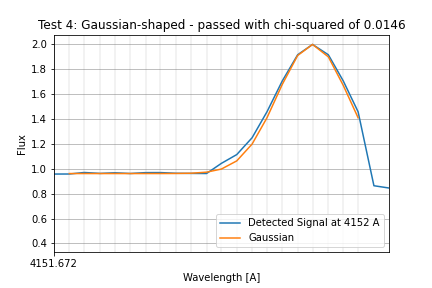 Test 4: Gaussian-shaped - passed with chi-squared of 0.0146
2.0
1.8
1.6
1.4
1.2
1.0
0.8
0.6
0.4
Flux
Detected Signal at 4152 A
Gaussian
4151.672
Wavelength [A]